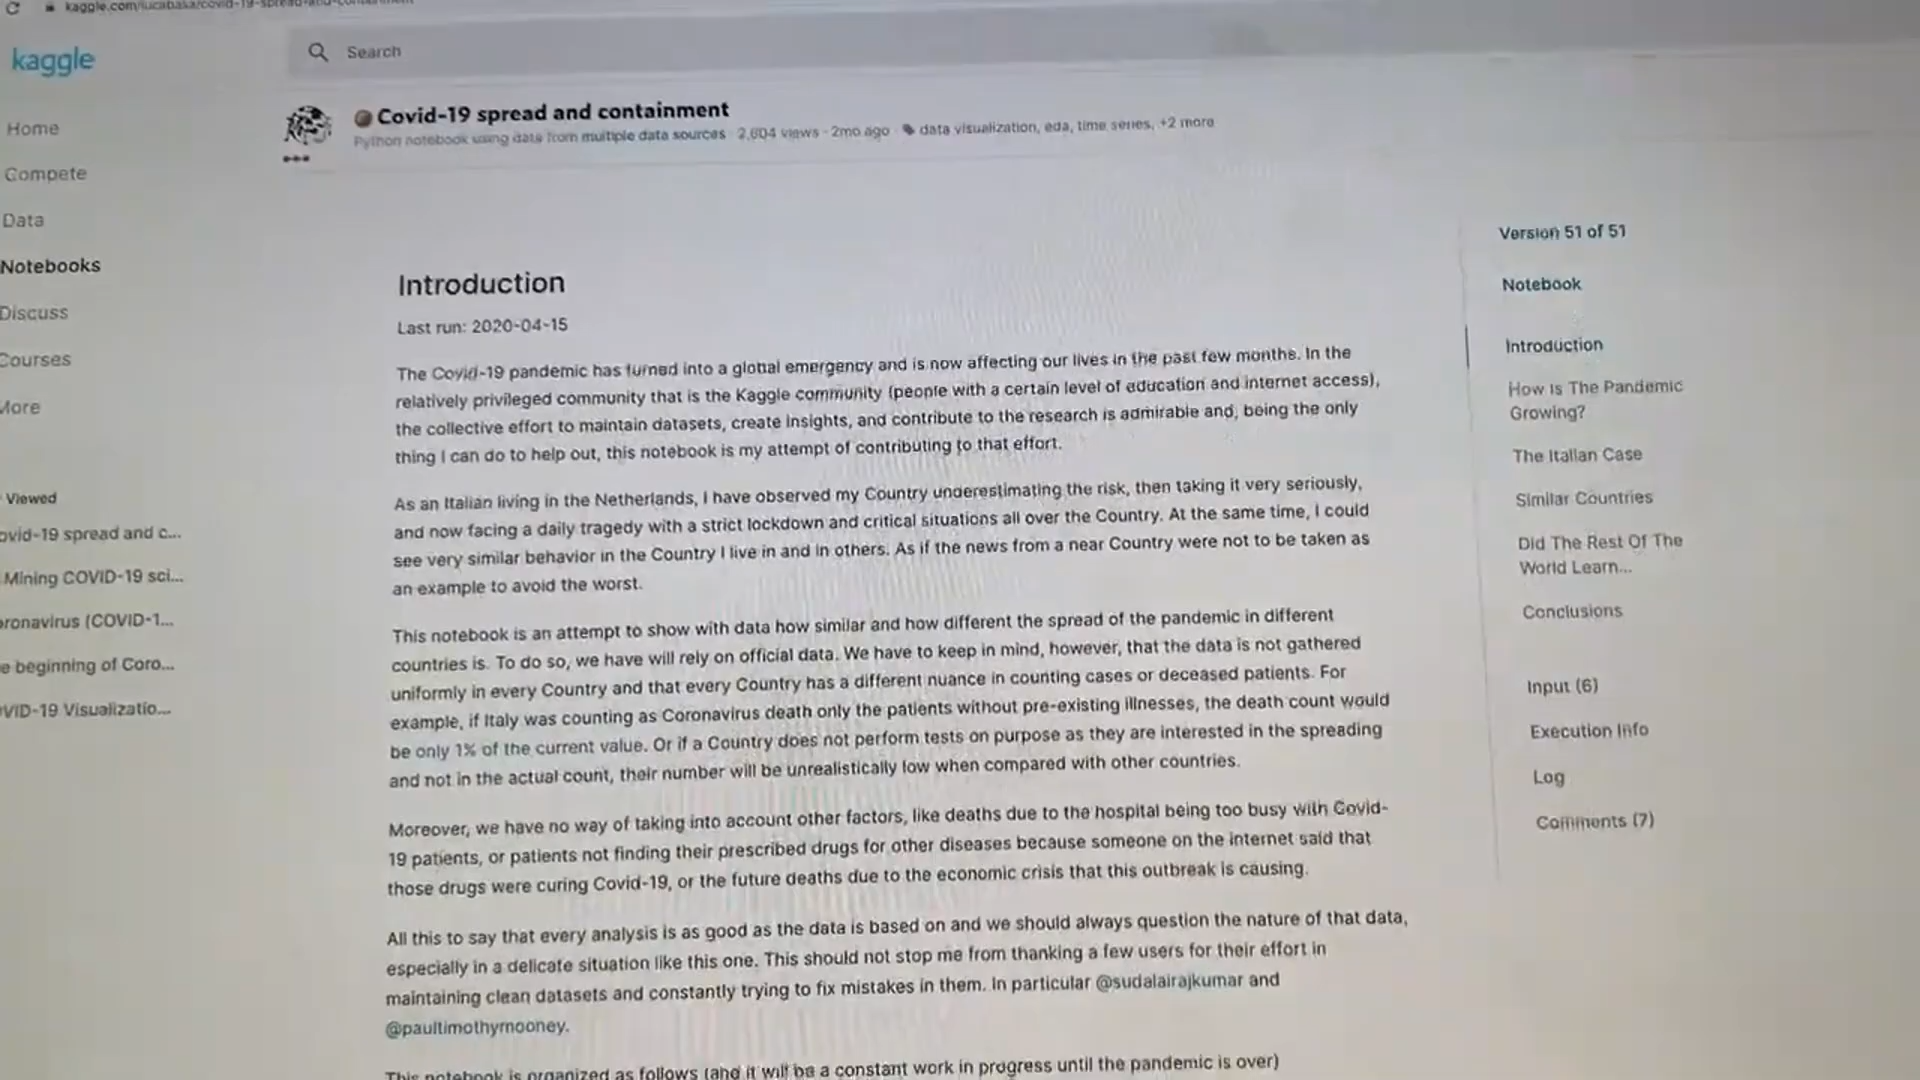 kaggle.com/lucabasa/covid-19-spread-and-containment
kaggle
Search
Covid-19 spread and containment
Python notebook using data from multiple data sources · 2,604 views · 2mo ago · data visualization, eda, time series, +2 more
Home
Compete
Data
Notebooks
Discuss
Courses
More
Viewed
ovid-19 spread and c...
Mining COVID-19 sci...
oronavirus (COVID-1...
e beginning of Coro...
VID-19 Visualizatio...
Introduction
Last run: 2020-04-15
The Covid-19 pandemic has turned into a global emergency and is now affecting our lives in the past few months. In the
relatively privileged community that is the Kaggle community (people with a certain level of education and internet access),
the collective effort to maintain datasets, create insights, and contribute to the research is admirable and, being the only
thing I can do to help out, this notebook is my attempt of contributing to that effort.
As an Italian living in the Netherlands, I have observed my Country underestimating the risk, then taking it very seriously,
and now facing a daily tragedy with a strict lockdown and critical situations all over the Country. At the same time, I could
see very similar behavior in the Country I live in and in others. As if the news from a near Country were not to be taken as
an example to avoid the worst.
This notebook is an attempt to show with data how similar and how different the spread of the pandemic in different
countries is. To do so, we have will rely on official data. We have to keep in mind, however, that the data is not gathered
uniformly in every Country and that every Country has a different nuance in counting cases or deceased patients. For
example, if Italy was counting as Coronavirus death only the patients without pre-existing illnesses, the death count would
be only 1% of the current value. Or if a Country does not perform tests on purpose as they are interested in the spreading
and not in the actual count, their number will be unrealistically low when compared with other countries.
Moreover, we have no way of taking into account other factors, like deaths due to the hospital being too busy with Covid-
19 patients, or patients not finding their prescribed drugs for other diseases because someone on the internet said that
those drugs were curing Covid-19, or the future deaths due to the economic crisis that this outbreak is causing.
All this to say that every analysis is as good as the data is based on and we should always question the nature of that data,
especially in a delicate situation like this one. This should not stop me from thanking a few users for their effort in
maintaining clean datasets and constantly trying to fix mistakes in them. In particular @sudalairajkumar and
@paultimothymooney.
This notebook is organized as follows (and it will be a constant work in progress until the pandemic is over)
Version 51 of 51
Notebook
Introduction
How Is The Pandemic
Growing?
The Italian Case
Similar Countries
Did The Rest Of The
World Learn...
Conclusions
Input (6)
Execution Info
Log
Comments (7)